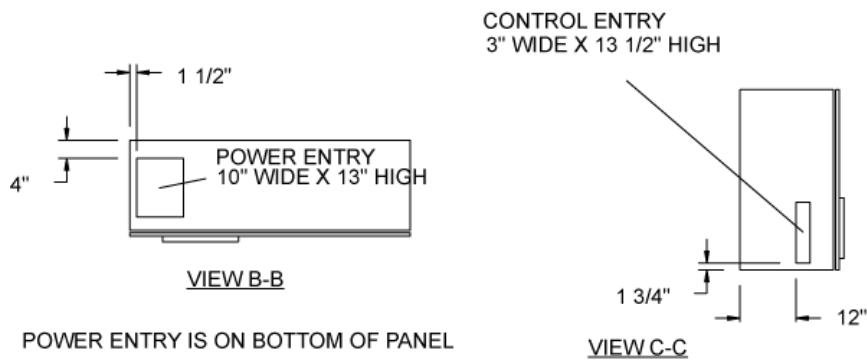 CONTROL ENTRY
3" WIDE X 13 1/2" HIGH
1 1/2"
POWER ENTRY
10" WIDE X 13" HIGH
4"
VIEW B-B
1 3/4"
12"
POWER ENTRY IS ON BOTTOM OF PANEL
VIEW C-C